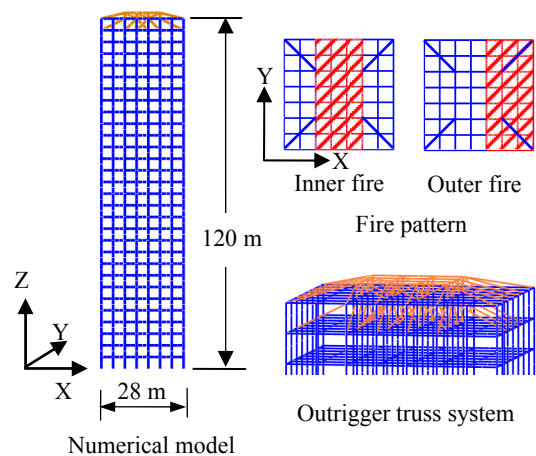 Y
X
Inner fire
Outer fire
Fire pattern
120 m
Z
Y
X
28 m
Numerical model
Outrigger truss system